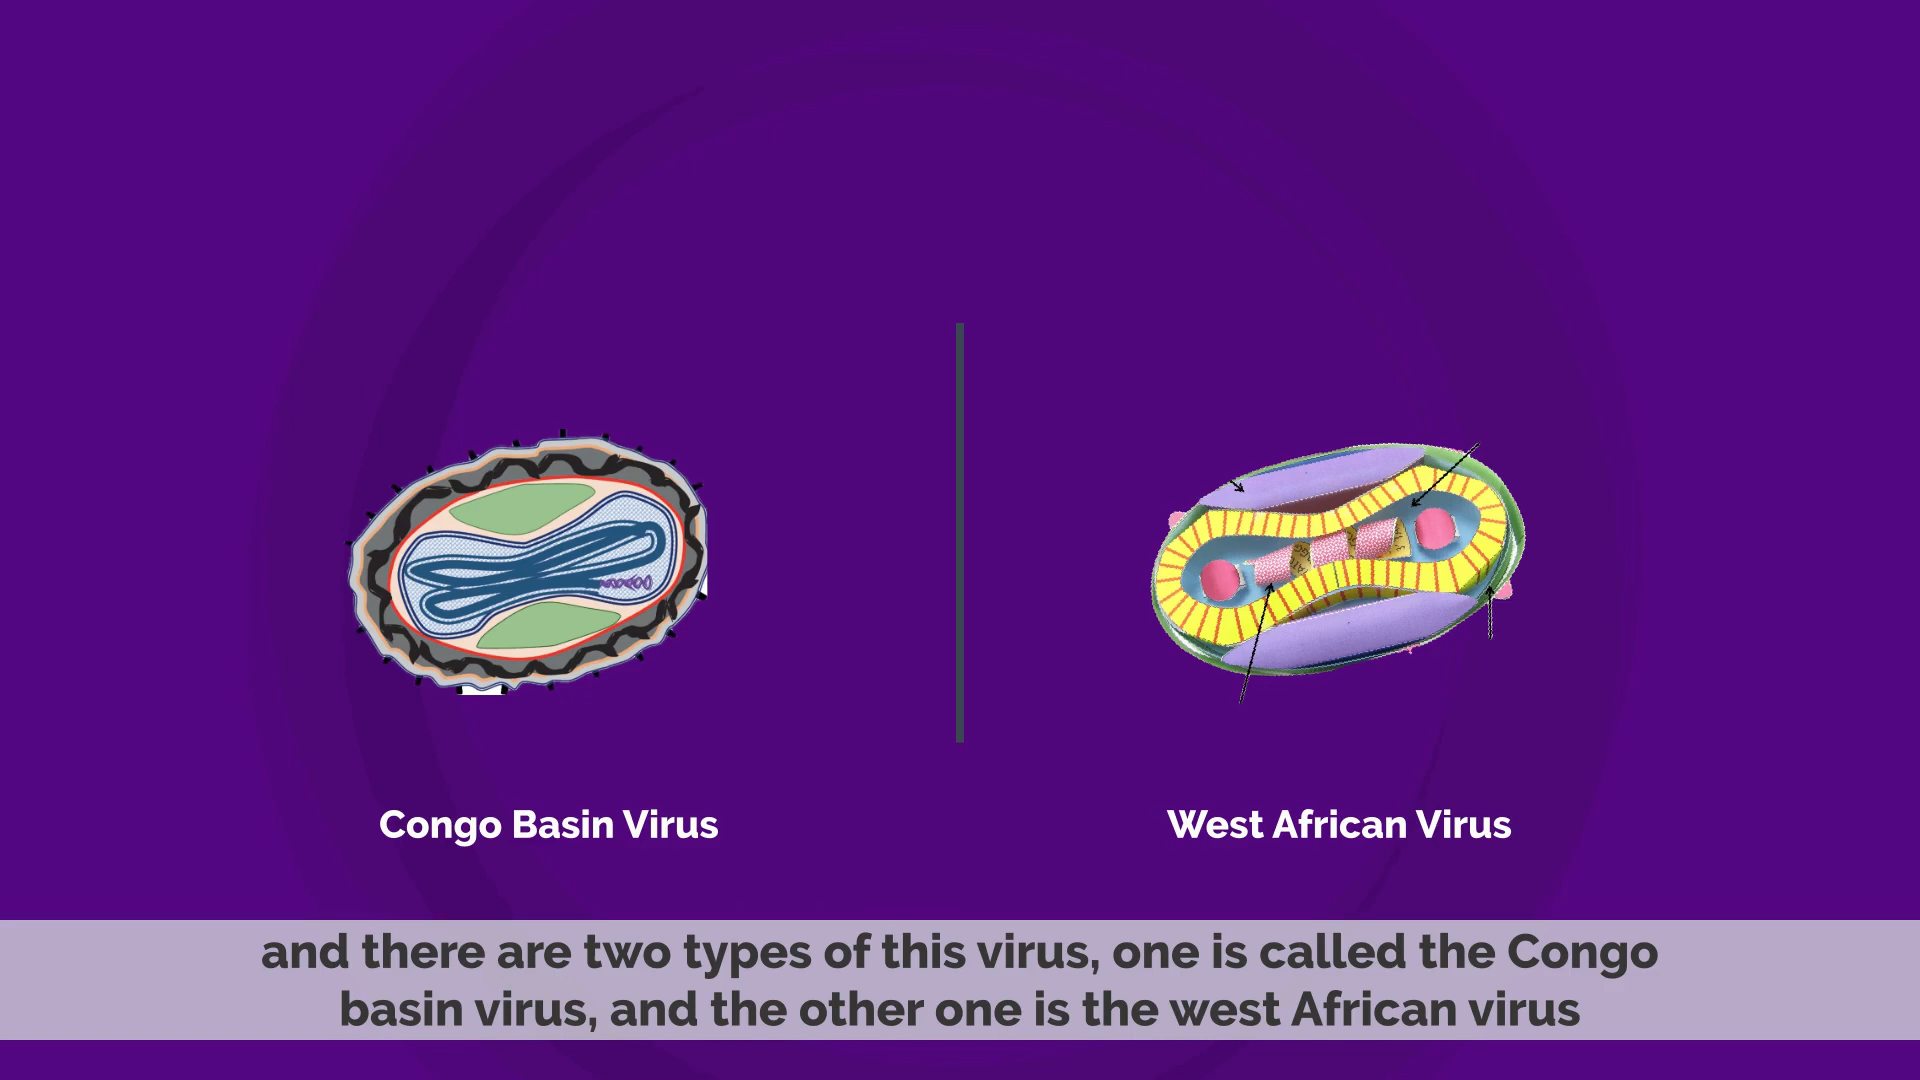 Congo Basin Virus
West African Virus
and there are two types of this virus, one is called the Congo
basin virus, and the other one is the west African virus